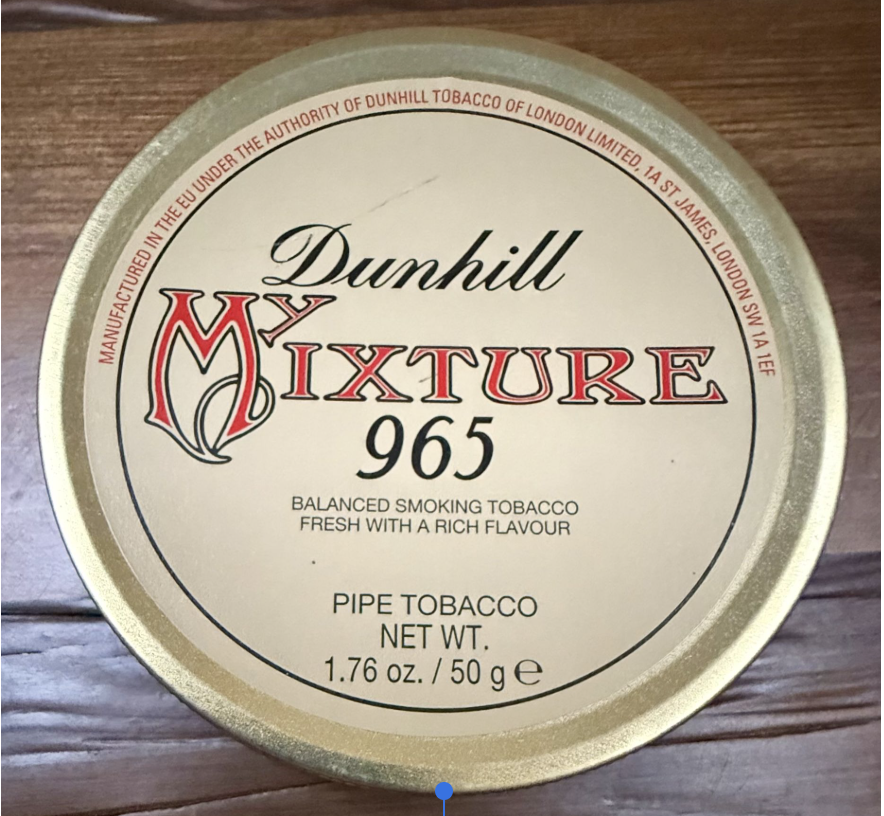 MANUFACTURED IN THE EU UNDER THE AUTHORITY OF DUNHILL TOBACCO OF LONDON LIMITED, 1A ST JAMES, LONDON SW 1A 1EF
Dunhill
My Mixture
965
BALANCED SMOKING TOBACCO
FRESH WITH A RICH FLAVOUR
PIPE TOBACCO
NET WT.
1.76 oz. / 50 g ℮